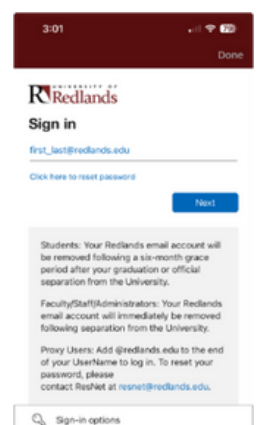 3:01
Done
UNIVERSITY OF
Redlands
Sign in
first_last@redlands.edu
Click here to reset password
Next
Students: Your Redlands email account will
be removed following a six-month grace
period after your graduation or official
separation from the University.
Faculty/Staff/Administrators: Your Redlands
email account will immediately be removed
following separation from the University.
Proxy Users: Add @redlands.edu to the end
of your UserName to log in. To reset your
password, please
contact ResNet at resnet@redlands.edu.
Sign-in options